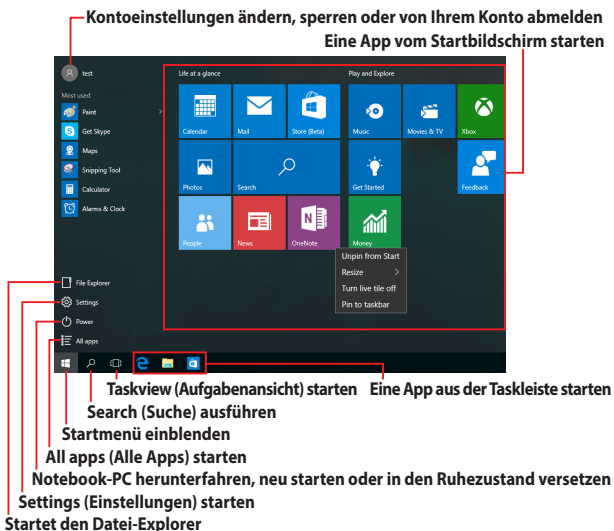 Kontoeinstellungen ändern, sperren oder von Ihrem Konto abmelden
Eine App vom Startbildschirm starten
test
Life at a glance
Play and Explore
Most used
Paint
Get Skype
Maps
Snipping Tool
Calculator
Alarms & Clock
Calendar
Mail
Store (Beta)
Music
Movies & TV
Xbox
Photos
Search
Get Started
Feedback
People
News
OneNote
Money
Unpin from Start
Resize
Turn live tile off
Pin to taskbar
File Explorer
Settings
Power
All apps
Taskview (Aufgabenansicht) starten
Eine App aus der Taskleiste starten
Search (Suche) ausführen
Startmenü einblenden
All apps (Alle Apps) starten
Notebook-PC herunterfahren, neu starten oder in den Ruhezustand versetzen
Settings (Einstellungen) starten
Startet den Datei-Explorer